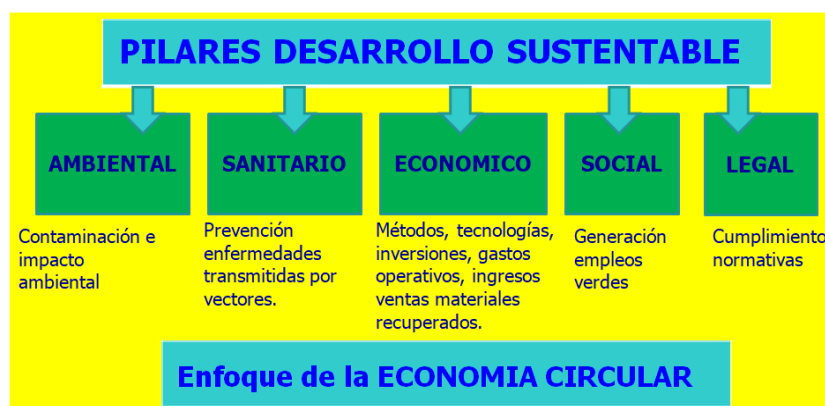 PILARES DESARROLLO SUSTENTABLE
AMBIENTAL
SANITARIO
ECONOMICO
SOCIAL
LEGAL
Contaminación e
impacto
ambiental
Prevención
enfermedades
transmitidas por
vectores.
Métodos, tecnologías,
inversiones, gastos
operativos, ingresos
ventas materiales
recuperados.
Generación
empleos
verdes
Cumplimiento
normativas
Enfoque de la ECONOMIA CIRCULAR